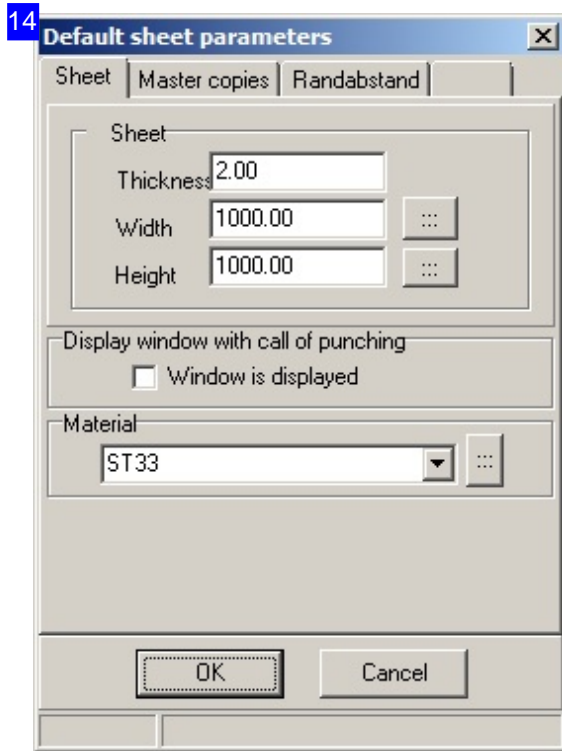 14
Default sheet parameters
Sheet Master copies Randabstand
Sheet
Thickness 2.00
Width 1000.00 :::
Height 1000.00 :::
Display window with call of punching
Window is displayed
Material
ST33 :::
OK Cancel